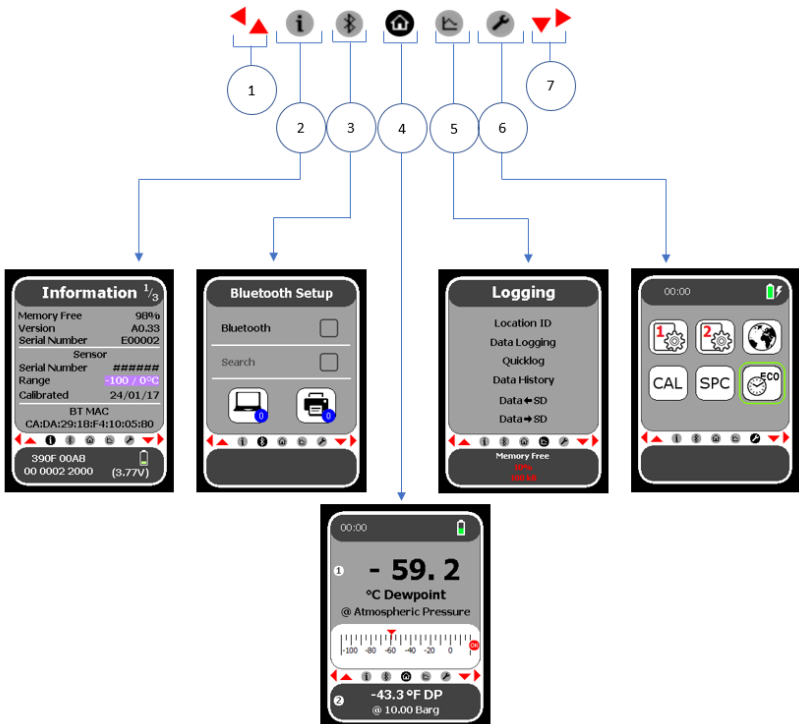 1
7
2
3
4
5
6
Information 1/3
Memory Free 98%
Version A0.33
Serial Number E00002
Sensor
Serial Number ######
Range -100 / 0°C
Calibrated 24/01/17
BT MAC
CA:DA:29:18:F4:10:05:80
390F 00A8
00 0002 2000 (3.77V)
Bluetooth Setup
Bluetooth
Search
0 0
Logging
Location ID
Data Logging
Quicklog
Data History
Data←SD
Data→SD
Memory Free
00:00
1 2
CAL SPC ECO
00:00
1 - 59. 2
°C Dewpoint
@ Atmospheric Pressure
-100 -80 -60 -40 -20 0
2 -43.3 °F DP
@ 10.00 Barg